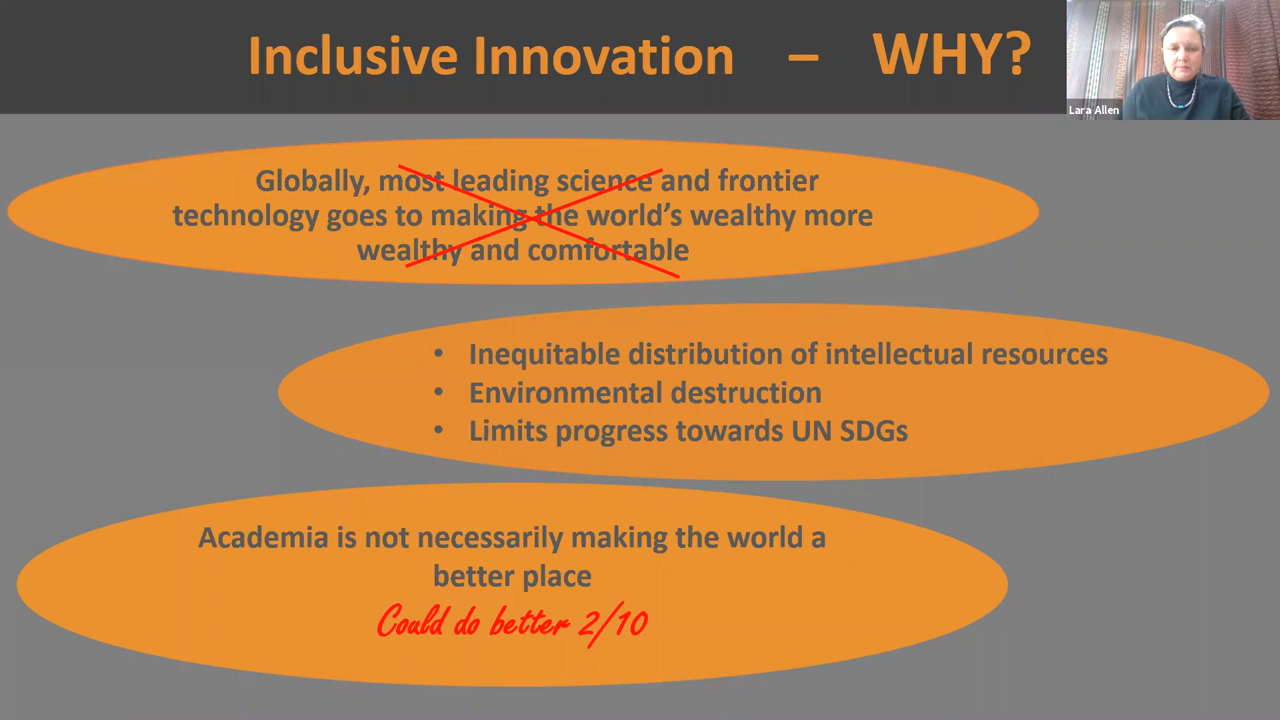 Inclusive Innovation – WHY?
Lara Allen
Globally, most leading science and frontier
technology goes to making the world's wealthy more
wealthy and comfortable
• Inequitable distribution of intellectual resources
• Environmental destruction
• Limits progress towards UN SDGs
Academia is not necessarily making the world a
better place
Could do better 2/10